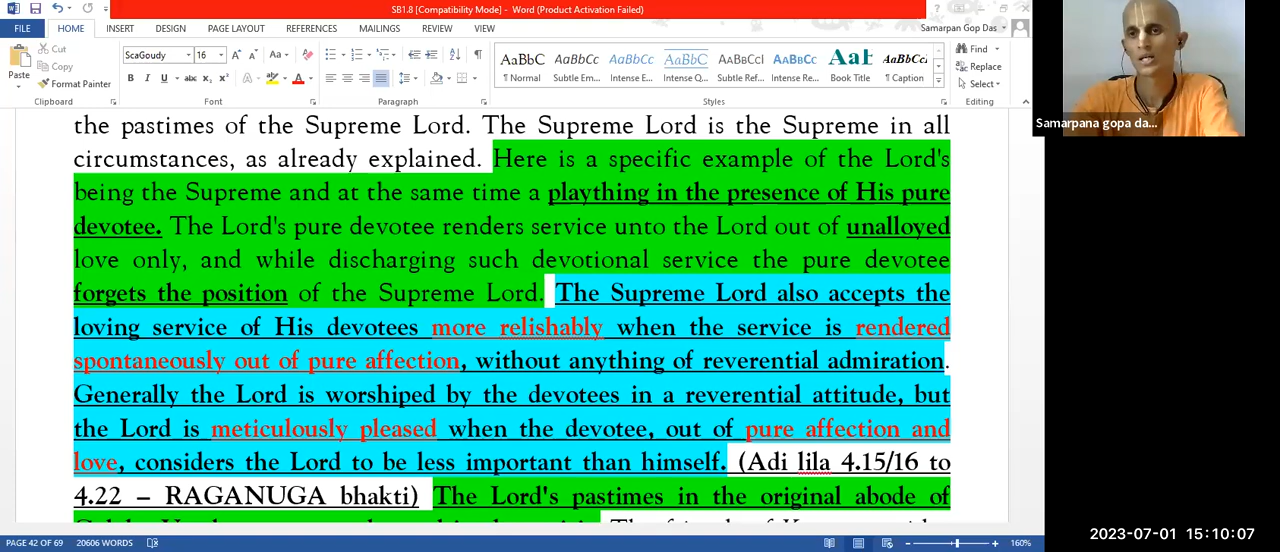 SB1.8 [Compatibility Mode] - Word (Product Activation Failed)
FILE HOME INSERT DESIGN PAGE LAYOUT REFERENCES MAILINGS REVIEW VIEW Samarpan Gop Das
Cut
Copy
Format Painter
Paste
Clipboard
ScaGoudy 16
Font
Paragraph
AaBbC AaBbCc AaBbCc AaBbCc AaBbCcI AaBbCc Aab AaBbCcI
¶ Normal Subtle Em... Intense E... Intense Q... Subtle Ref... Intense Re... Book Title ¶ Caption
Styles
Find
Replace
Select
Editing
Samarpana gopa da...
the pastimes of the Supreme Lord. The Supreme Lord is the Supreme in all
circumstances, as already explained. Here is a specific example of the Lord's
being the Supreme and at the same time a plaything in the presence of His pure
devotee. The Lord's pure devotee renders service unto the Lord out of unalloyed
love only, and while discharging such devotional service the pure devotee
forgets the position of the Supreme Lord. The Supreme Lord also accepts the
loving service of His devotees more relishably when the service is rendered
spontaneously out of pure affection, without anything of reverential admiration.
Generally the Lord is worshiped by the devotees in a reverential attitude, but
the Lord is meticulously pleased when the devotee, out of pure affection and
love, considers the Lord to be less important than himself. (Adi lila 4.15/16 to
4.22 – RAGANUGA bhakti) The Lord's pastimes in the original abode of
PAGE 42 OF 69 20606 WORDS 160%
2023-07-01 15:10:07